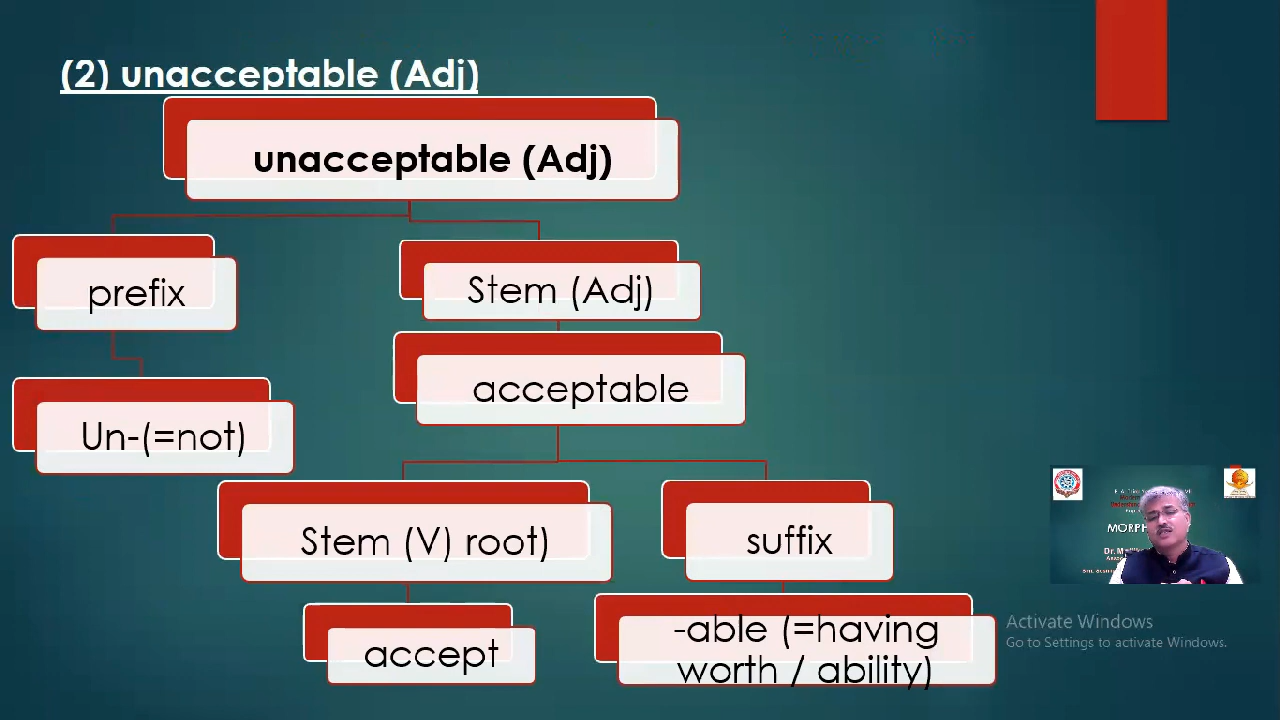 (2) unacceptable (Adj)
unacceptable (Adj)
prefix
Stem (Adj)
Un-(=not)
acceptable
Stem (V) root)
suffix
accept
-able (=having
worth / ability)
MORPH
Activate Windows
Go to Settings to activate Windows.